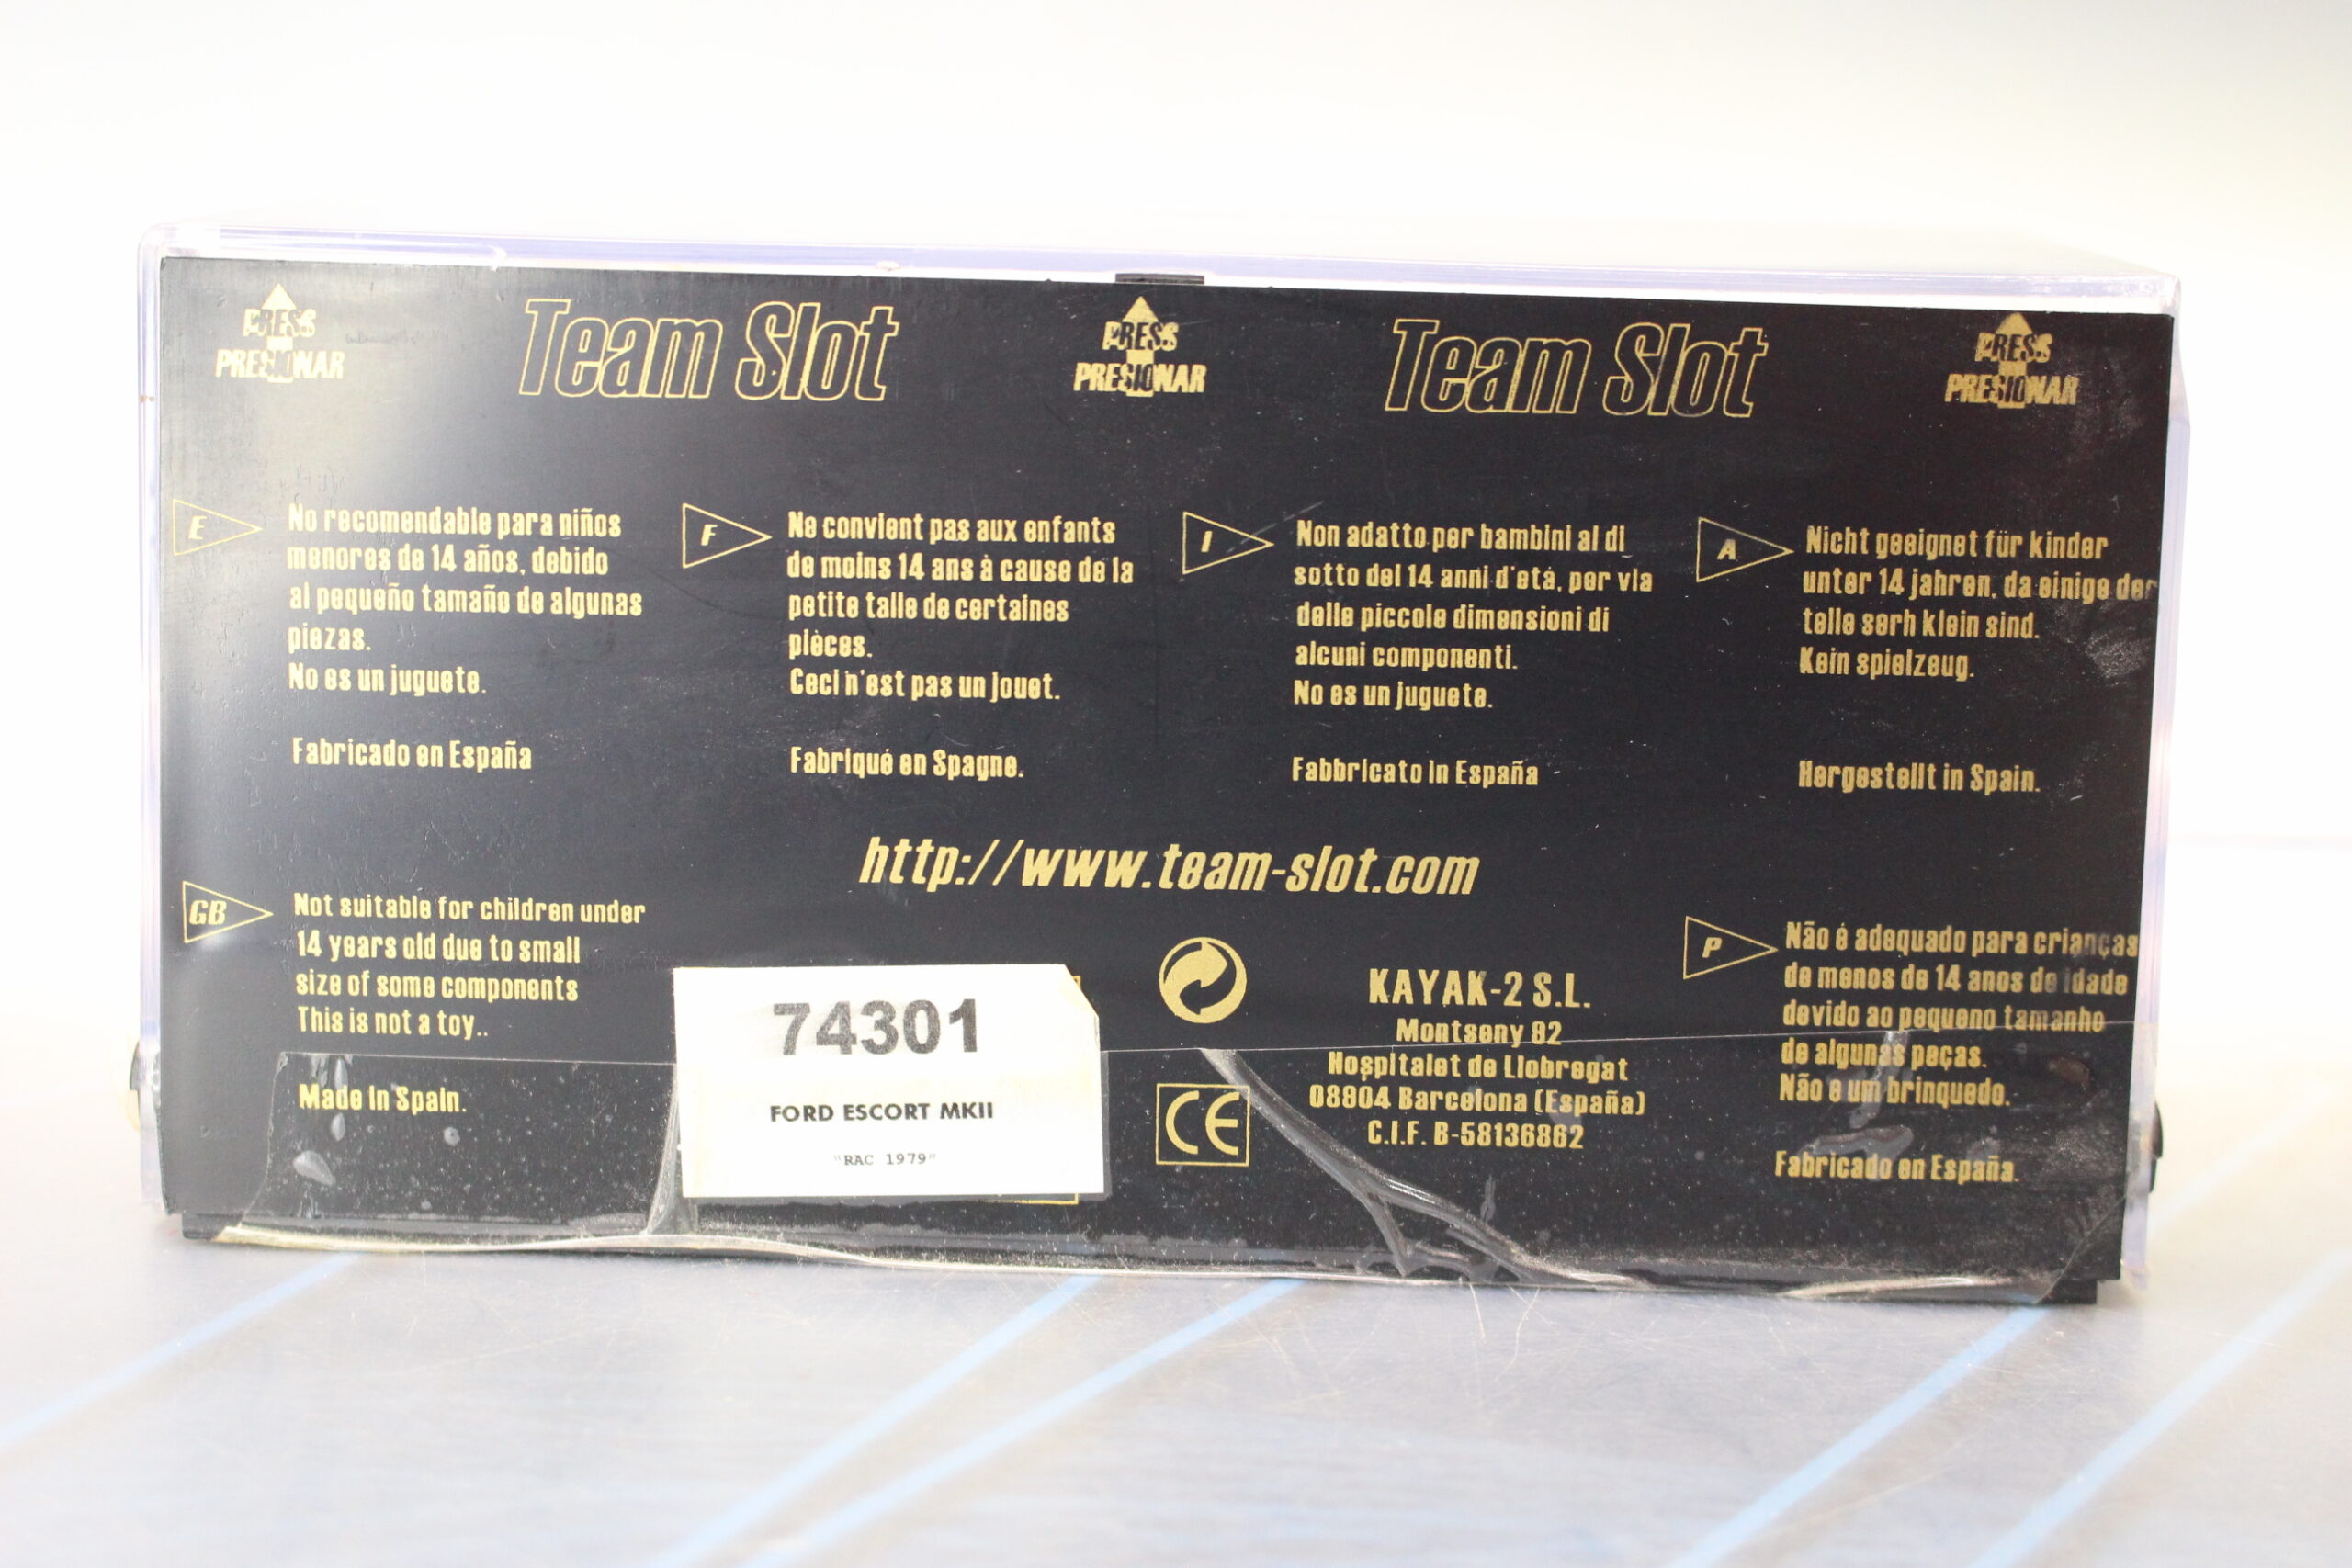 PRESS
PRESIONAR
Team Slot
PRESS
PRESIONAR
Team Slot
PRESS
PRESIONAR
E
No recomendable para niños
menores de 14 años, debido
al pequeño tamaño de algunas
piezas.
No es un juguete.
Fabricado en España
F
Ne convient pas aux enfants
de moins 14 ans à cause de la
petite talle de certaines
pièces.
Ceci n'est pas un jouet.
Fabriqué en Spagne.
I
Non adatto per bambini al di
sotto del 14 anni d'età, per via
delle piccole dimensioni di
alcuni componenti.
No es un juguete.
Fabbricato in España
A
Nicht geeignet für kinder
unter 14 jahren, da einige der
telle serh klein sind.
Kein spielzeug.
Hergestellt in Spain.
http://www.team-slot.com
GB
Not suitable for children under
14 years old due to small
size of some components
This is not a toy..
Made in Spain.
74301
FORD ESCORT MKII
"RAC 1979"
CE
KAYAK-2 S.L.
Montseny 82
Hospitalet de Llobregat
08804 Barcelona (España)
C.I.F. B-58136862
P
Não é adequado para crianças
de menos de 14 anos de idade
devido ao pequeno tamanho
de algunas peças.
Não e um brinquedo.
Fabricado en España.